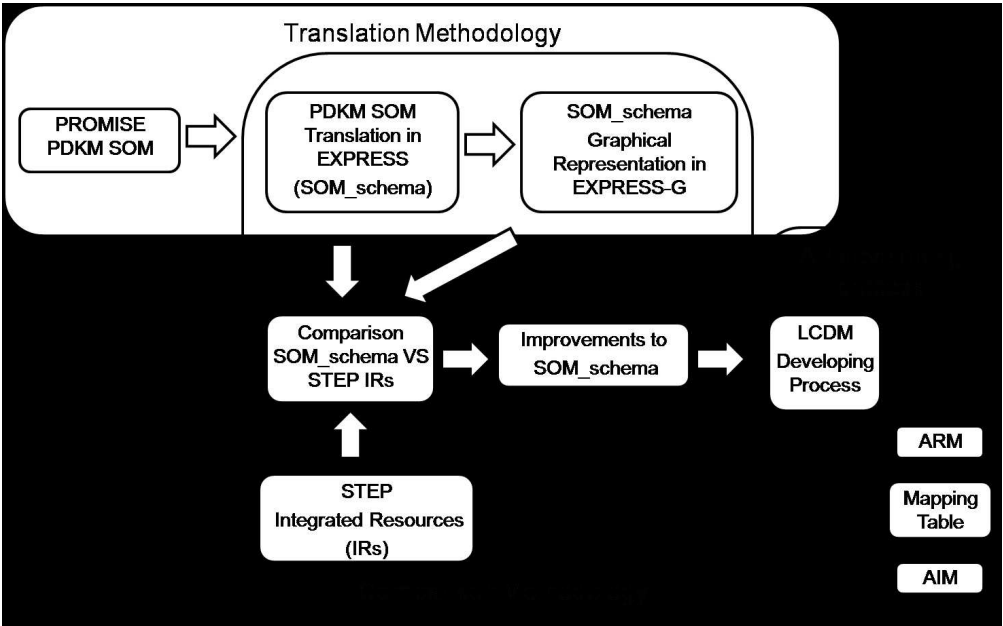 Translation Methodology
PROMISE
PDKM SOM
PDKM SOM
Translation in
EXPRESS
(SOM_schema)
SOM_schema
Graphical
Representation in
EXPRESS-G
Comparison
SOM_schema VS
STEP IRs
Improvements to
SOM_schema
LCDM
Developing
Process
STEP
Integrated Resources
(IRs)
ARM
Mapping
Table
AIM